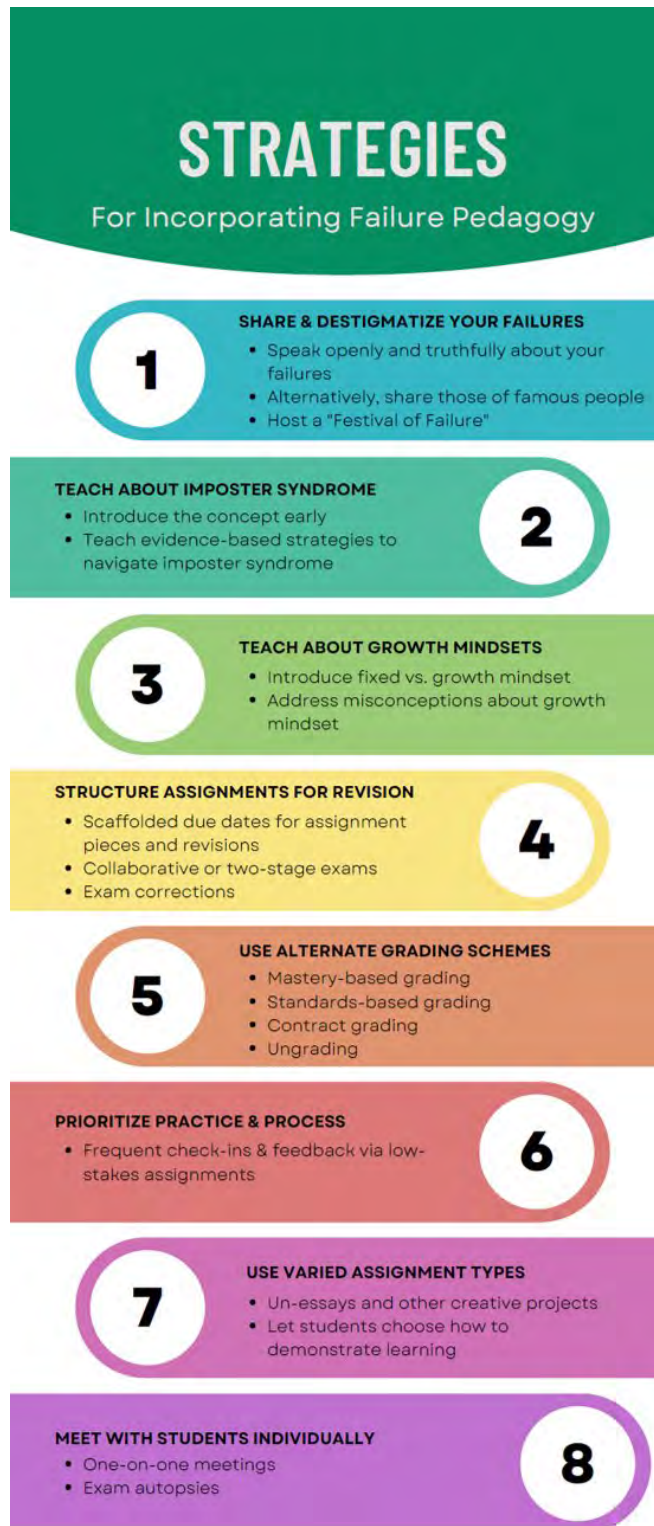 STRATEGIES
For Incorporating Failure Pedagogy
1
SHARE & DESTIGMATIZE YOUR FAILURES
• Speak openly and truthfully about your
failures
• Alternatively, share those of famous people
• Host a "Festival of Failure"
TEACH ABOUT IMPOSTER SYNDROME
• Introduce the concept early
• Teach evidence-based strategies to
navigate imposter syndrome
2
3
TEACH ABOUT GROWTH MINDSETS
• Introduce fixed vs. growth mindset
• Address misconceptions about growth
mindset
STRUCTURE ASSIGNMENTS FOR REVISION
• Scaffolded due dates for assignment
pieces and revisions
• Collaborative or two-stage exams
• Exam corrections
4
5
USE ALTERNATE GRADING SCHEMES
• Mastery-based grading
• Standards-based grading
• Contract grading
• Ungrading
PRIORITIZE PRACTICE & PROCESS
• Frequent check-ins & feedback via low-
stakes assignments
6
7
USE VARIED ASSIGNMENT TYPES
• Un-essays and other creative projects
• Let students choose how to
demonstrate learning
MEET WITH STUDENTS INDIVIDUALLY
• One-on-one meetings
• Exam autopsies
8